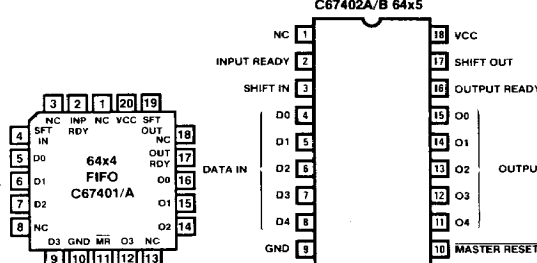 C67402A/B 64x5
NC 1
18 VCC
INPUT READY 2
17 SHIFT OUT
SHIFT IN 3
16 OUTPUT READY
D0 4
15 O0
D1 5
14 O1
DATA IN
D2 6
13 O2
OUTPU
D3 7
12 O3
D4 8
11 O4
GND 9
10 MASTER RESET
3 2 1 20 19
NC INP RDY NC VCC SFT OUT
4 SFT IN
NC 18
5 D0
OUT RDY 17
64x4
FIFO
C67401/A
6 D1
O0 16
7 D2
O1 15
8 NC
O2 14
D3 GND MR O3 NC
9 10 11 12 13